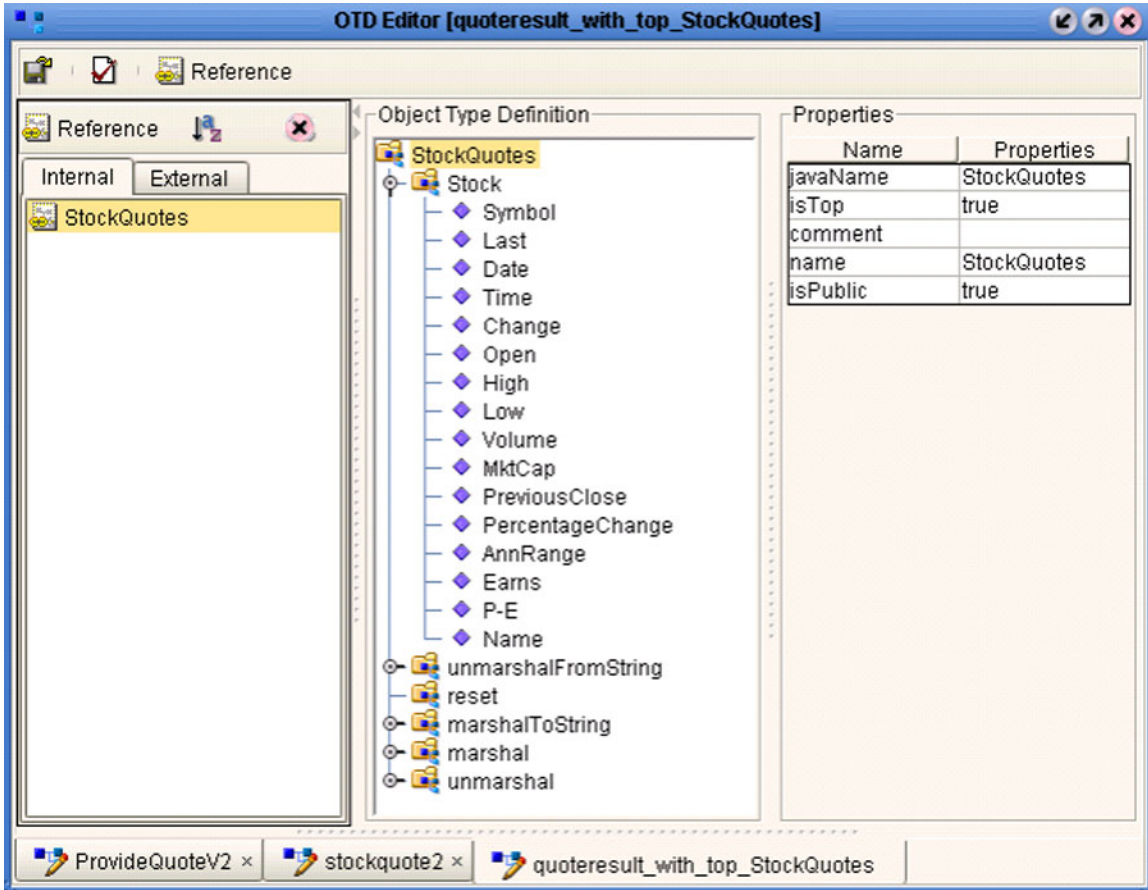 OTD Editor [quoteresult_with_top_StockQuotes]
Reference
Reference
Internal External
StockQuotes
Object Type Definition
StockQuotes
Stock
Symbol
Last
Date
Time
Change
Open
High
Low
Volume
MktCap
PreviousClose
PercentageChange
AnnRange
Earns
P-E
Name
unmarshalFromString
reset
marshalToString
marshal
unmarshal
Properties
Name Properties
javaName StockQuotes
isTop true
comment
name StockQuotes
isPublic true
ProvideQuoteV2 × stockquote2 × quoteresult_with_top_StockQuotes